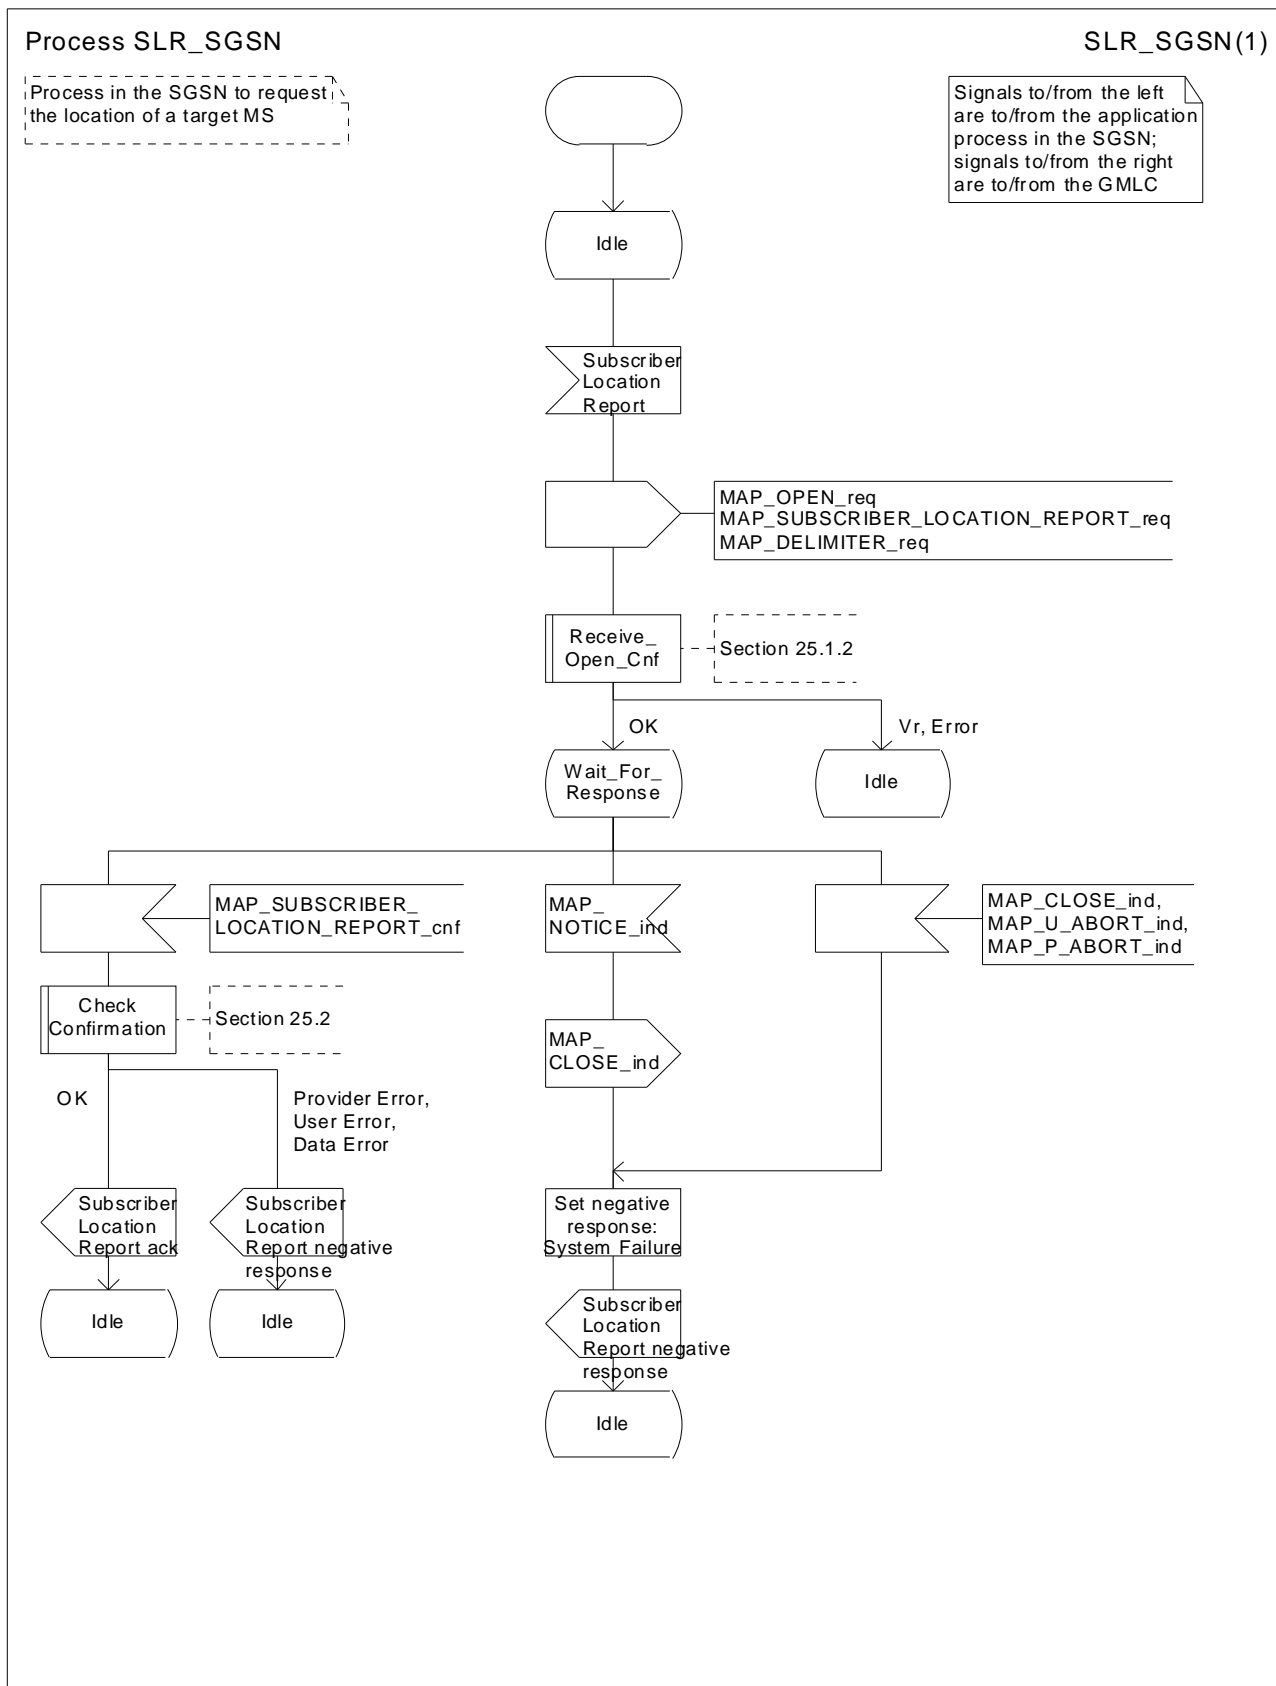 Process SLR_SGSN
SLR_SGSN(1)
Process in the SGSN to request
the location of a target MS
Signals to/from the left
are to/from the application
process in the SGSN;
signals to/from the right
are to/from the GMLC
Idle
Subscriber
Location
Report
MAP_OPEN_req
MAP_SUBSCRIBER_LOCATION_REPORT_req
MAP_DELIMITER_req
Receive_
Open_Cnf
Section 25.1.2
OK
Vr, Error
Wait_For_
Response
Idle
MAP_SUBSCRIBER_
LOCATION_REPORT_cnf
MAP_
NOTICE_ind
MAP_CLOSE_ind,
MAP_U_ABORT_ind,
MAP_P_ABORT_ind
Check
Confirmation
Section 25.2
MAP_
CLOSE_ind
OK
Provider Error,
User Error,
Data Error
Subscriber
Location
Report ack
Subscriber
Location
Report negative
response
Set negative
response:
System Failure
Idle
Idle
Subscriber
Location
Report negative
response
Idle